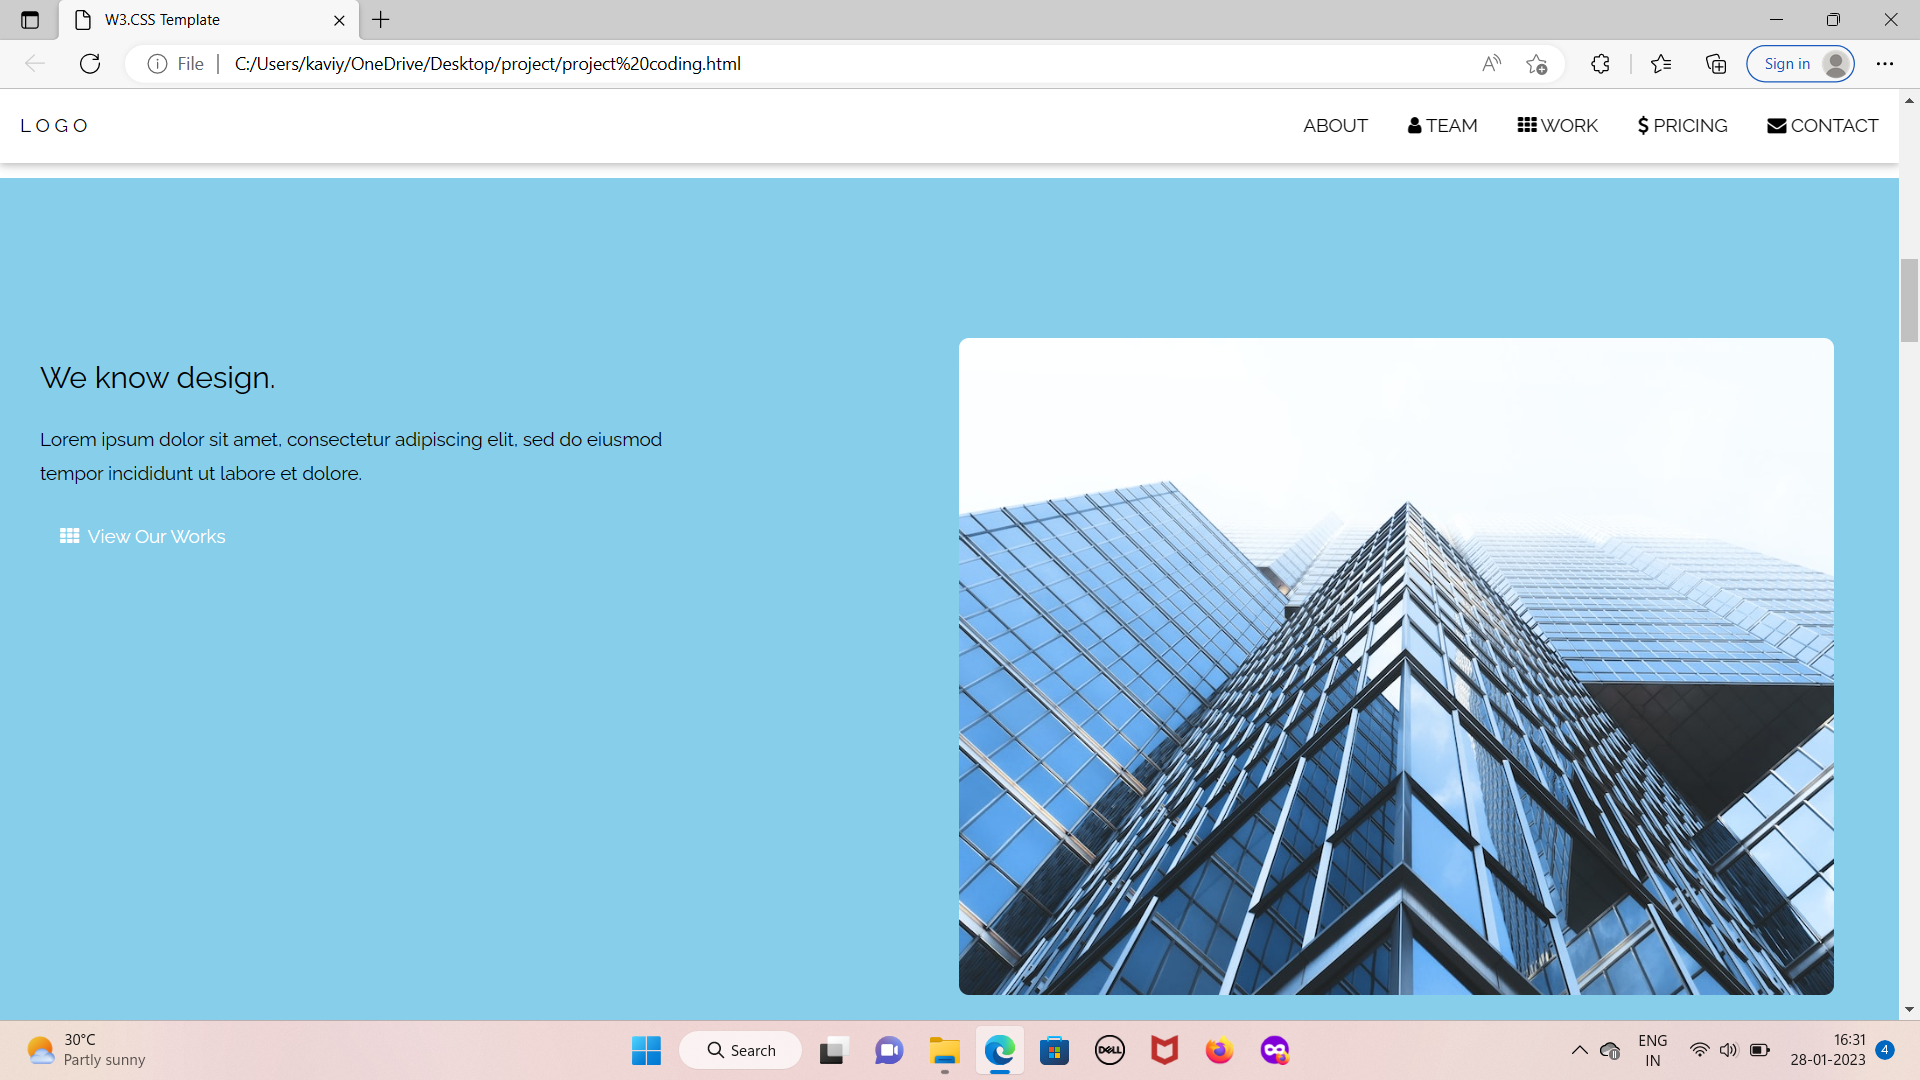 W3.CSS Template
File
C:/Users/kaviy/OneDrive/Desktop/project/project%20coding.html
Sign in
LOGO
ABOUT
TEAM
WORK
$ PRICING
CONTACT
We know design.
Lorem ipsum dolor sit amet, consectetur adipiscing elit, sed do eiusmod
tempor incididunt ut labore et dolore.
View Our Works
30°C
Partly sunny
Search
DELL
ENG
IN
16:31
28-01-2023
4